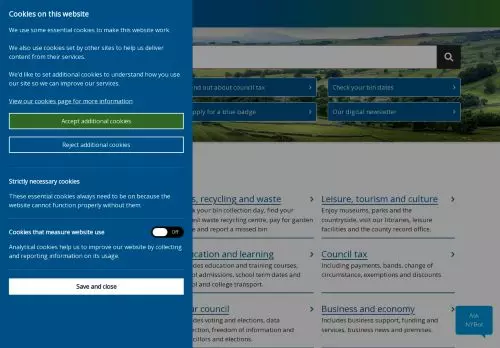 Cookies on this website
We use some essential cookies to make this website work.
We also use cookies set by other sites to help us deliver
content from their services.
We'd like to set additional cookies to understand how you use
our site so we can improve our services.
View our cookies page for more information
Accept additional cookies
Reject additional cookies
Strictly necessary cookies
These essential cookies always need to be on because the
website cannot function properly without them.
Cookies that measure website use
Off
Analytical cookies help us to improve our website by collecting
and reporting information on its usage.
Save and close
out about council tax
Check your bin dates
for a blue badge
Our digital newsletter
recycling and waste
your bin collection day, find your
waste recycling centre, pay for garden
and report a missed bin
Leisure, tourism and culture
Enjoy museums, parks and the
countryside, visit our libraries, leisure
facilities and the county record office.
and learning
education and training courses,
admissions, school term dates and
and college transport.
Council tax
Including payments, bands, change of
circumstance, exemptions and discounts.
council
voting and elections, data
freedom of information and
and elections.
Business and economy
Includes business support, funding and
services, business news and premises.
Ask
NYBot